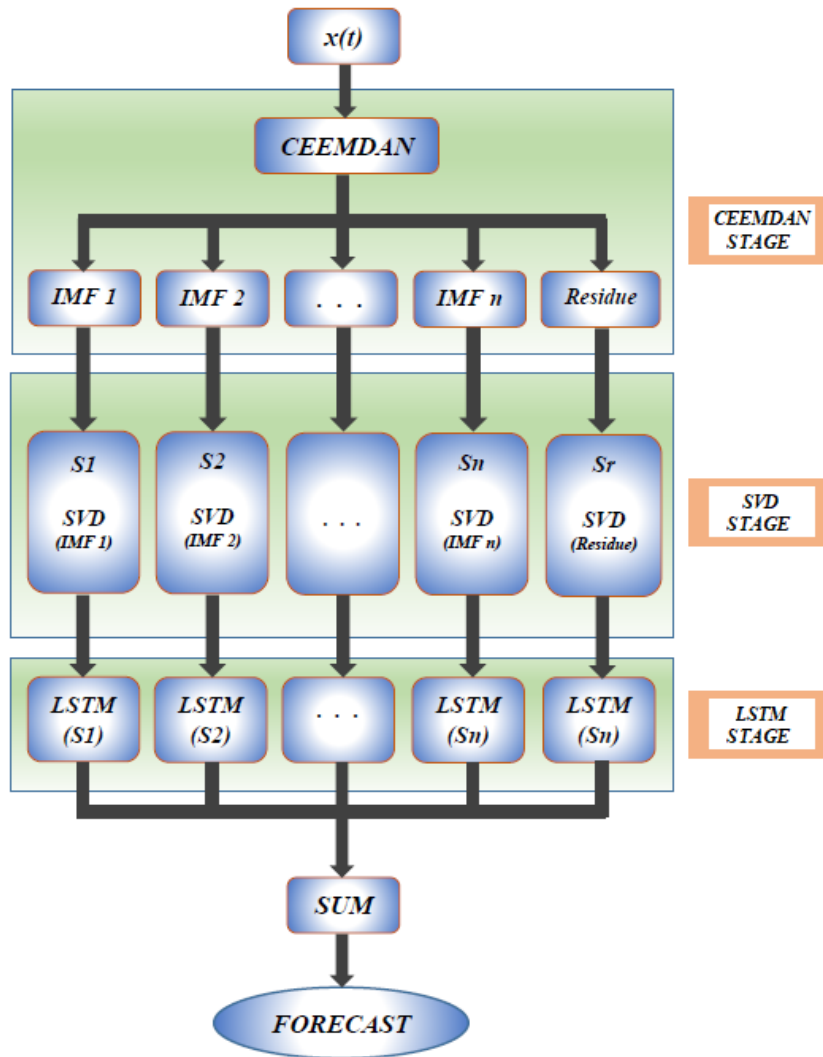 x(t)
CEEMDAN
CEEMDAN
STAGE
IMF 1
IMF 2
. . .
IMF n
Residue
S1
SVD
(IMF 1)
S2
SVD
(IMF 2)
. . .
Sn
SVD
(IMF n)
Sr
SVD
(Residue)
SVD
STAGE
LSTM
(S1)
LSTM
(S2)
. . .
LSTM
(Sn)
LSTM
(Sn)
LSTM
STAGE
SUM
FORECAST